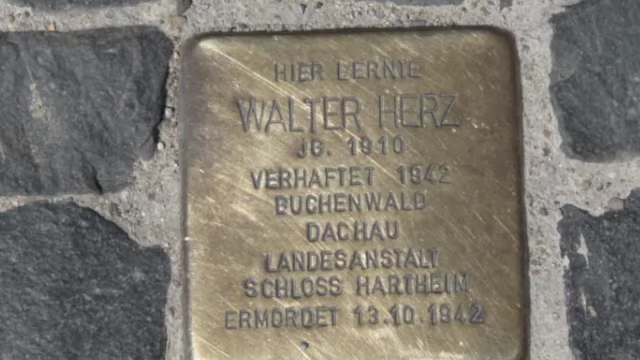 HIER LERNTE
WALTER HERZ
JG. 1910
VERHAFTET 1942
BUCHENWALD
DACHAU
LANDESANSTALT
SCHLOSS HARTHEIM
ERMORDET 13.10.1942